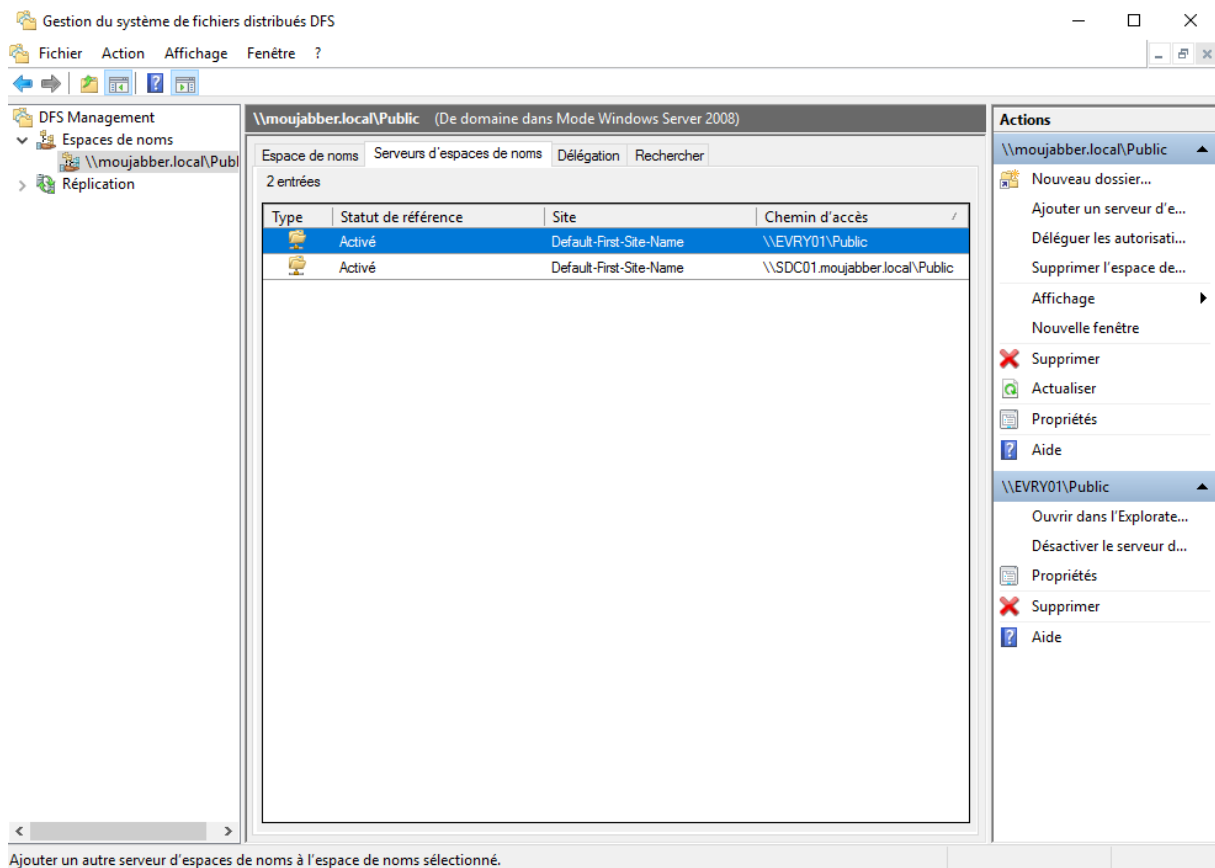 Gestion du système de fichiers distribués DFS
Fichier Action Affichage Fenêtre ?
DFS Management
Espaces de noms
\\moujabber.local\Publ
Réplication
\\moujabber.local\Public (De domaine dans Mode Windows Server 2008)
Espace de noms Serveurs d'espaces de noms Délégation Rechercher
2 entrées
Type Statut de référence Site Chemin d'accès
Activé Default-First-Site-Name \\EVRY01\Public
Activé Default-First-Site-Name \\SDC01.moujabber.local\Public
Actions
\\moujabber.local\Public
Nouveau dossier...
Ajouter un serveur d'e...
Déléguer les autorisati...
Supprimer l'espace de...
Affichage
Nouvelle fenêtre
Supprimer
Actualiser
Propriétés
Aide
\\EVRY01\Public
Ouvrir dans l'Explorate...
Désactiver le serveur d...
Propriétés
Supprimer
Aide
Ajouter un autre serveur d'espaces de noms à l'espace de noms sélectionné.